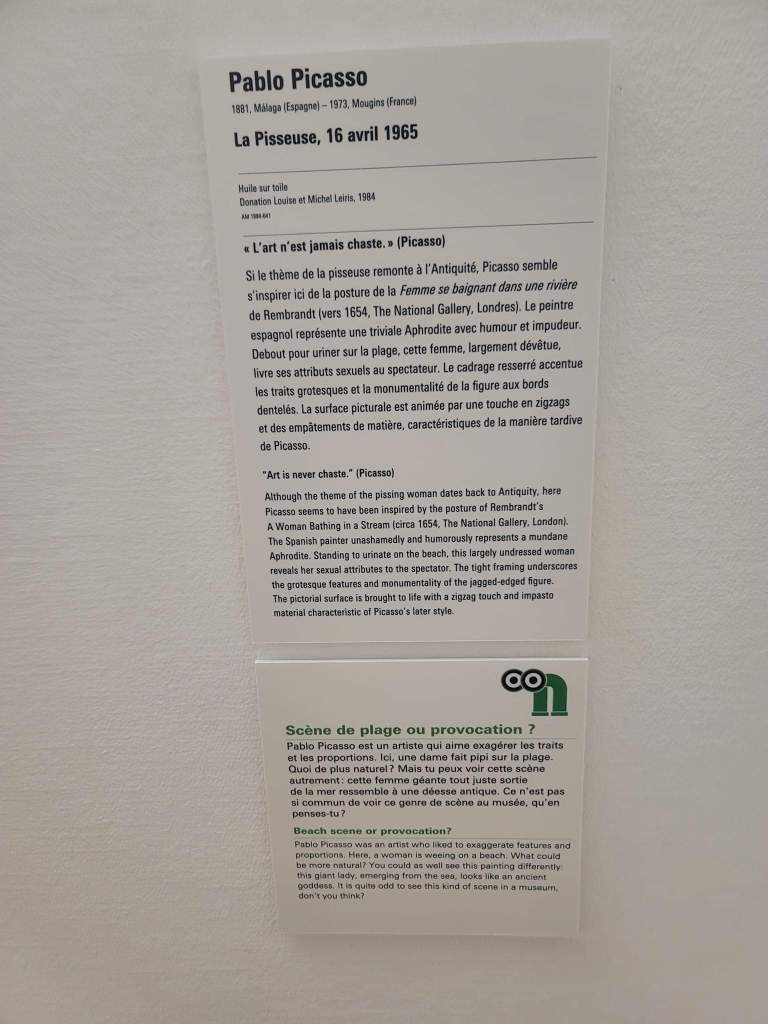 Pablo Picasso
1881, Málaga (Espagne) – 1973, Mougins (France)
La Pisseuse, 16 avril 1965
Huile sur toile
Donation Louise et Michel Leiris, 1984
AM 1984-641
« L'art n'est jamais chaste. » (Picasso)
Si le thème de la pisseuse remonte à l'Antiquité, Picasso semble
s'inspirer ici de la posture de la Femme se baignant dans une rivière
de Rembrandt (vers 1654, The National Gallery, Londres). Le peintre
espagnol représente une triviale Aphrodite avec humour et impudeur.
Debout pour uriner sur la plage, cette femme, largement dévêtue,
livre ses attributs sexuels au spectateur. Le cadrage resserré accentue
les traits grotesques et la monumentalité de la figure aux bords
dentelés. La surface picturale est animée par une touche en zigzags
et des empâtements de matière, caractéristiques de la manière tardive
de Picasso.
"Art is never chaste." (Picasso)
Although the theme of the pissing woman dates back to Antiquity, here
Picasso seems to have been inspired by the posture of Rembrandt's
A Woman Bathing in a Stream (circa 1654, The National Gallery, London).
The Spanish painter unashamedly and humorously represents a mundane
Aphrodite. Standing to urinate on the beach, this largely undressed woman
reveals her sexual attributes to the spectator. The tight framing underscores
the grotesque features and monumentality of the jagged-edged figure.
The pictorial surface is brought to life with a zigzag touch and impasto
material characteristic of Picasso's later style.
Scène de plage ou provocation ?
Pablo Picasso est un artiste qui aime exagérer les traits
et les proportions. Ici, une dame fait pipi sur la plage.
Quoi de plus naturel ? Mais tu peux voir cette scène
autrement : cette femme géante tout juste sortie
de la mer ressemble à une déesse antique. Ce n'est pas
si commun de voir ce genre de scène au musée, qu'en
penses-tu ?
Beach scene or provocation?
Pablo Picasso was an artist who liked to exaggerate features and
proportions. Here, a woman is weeing on a beach. What could
be more natural? You could as well see this painting differently:
this giant lady, emerging from the sea, looks like an ancient
goddess. It is quite odd to see this kind of scene in a museum,
don't you think?